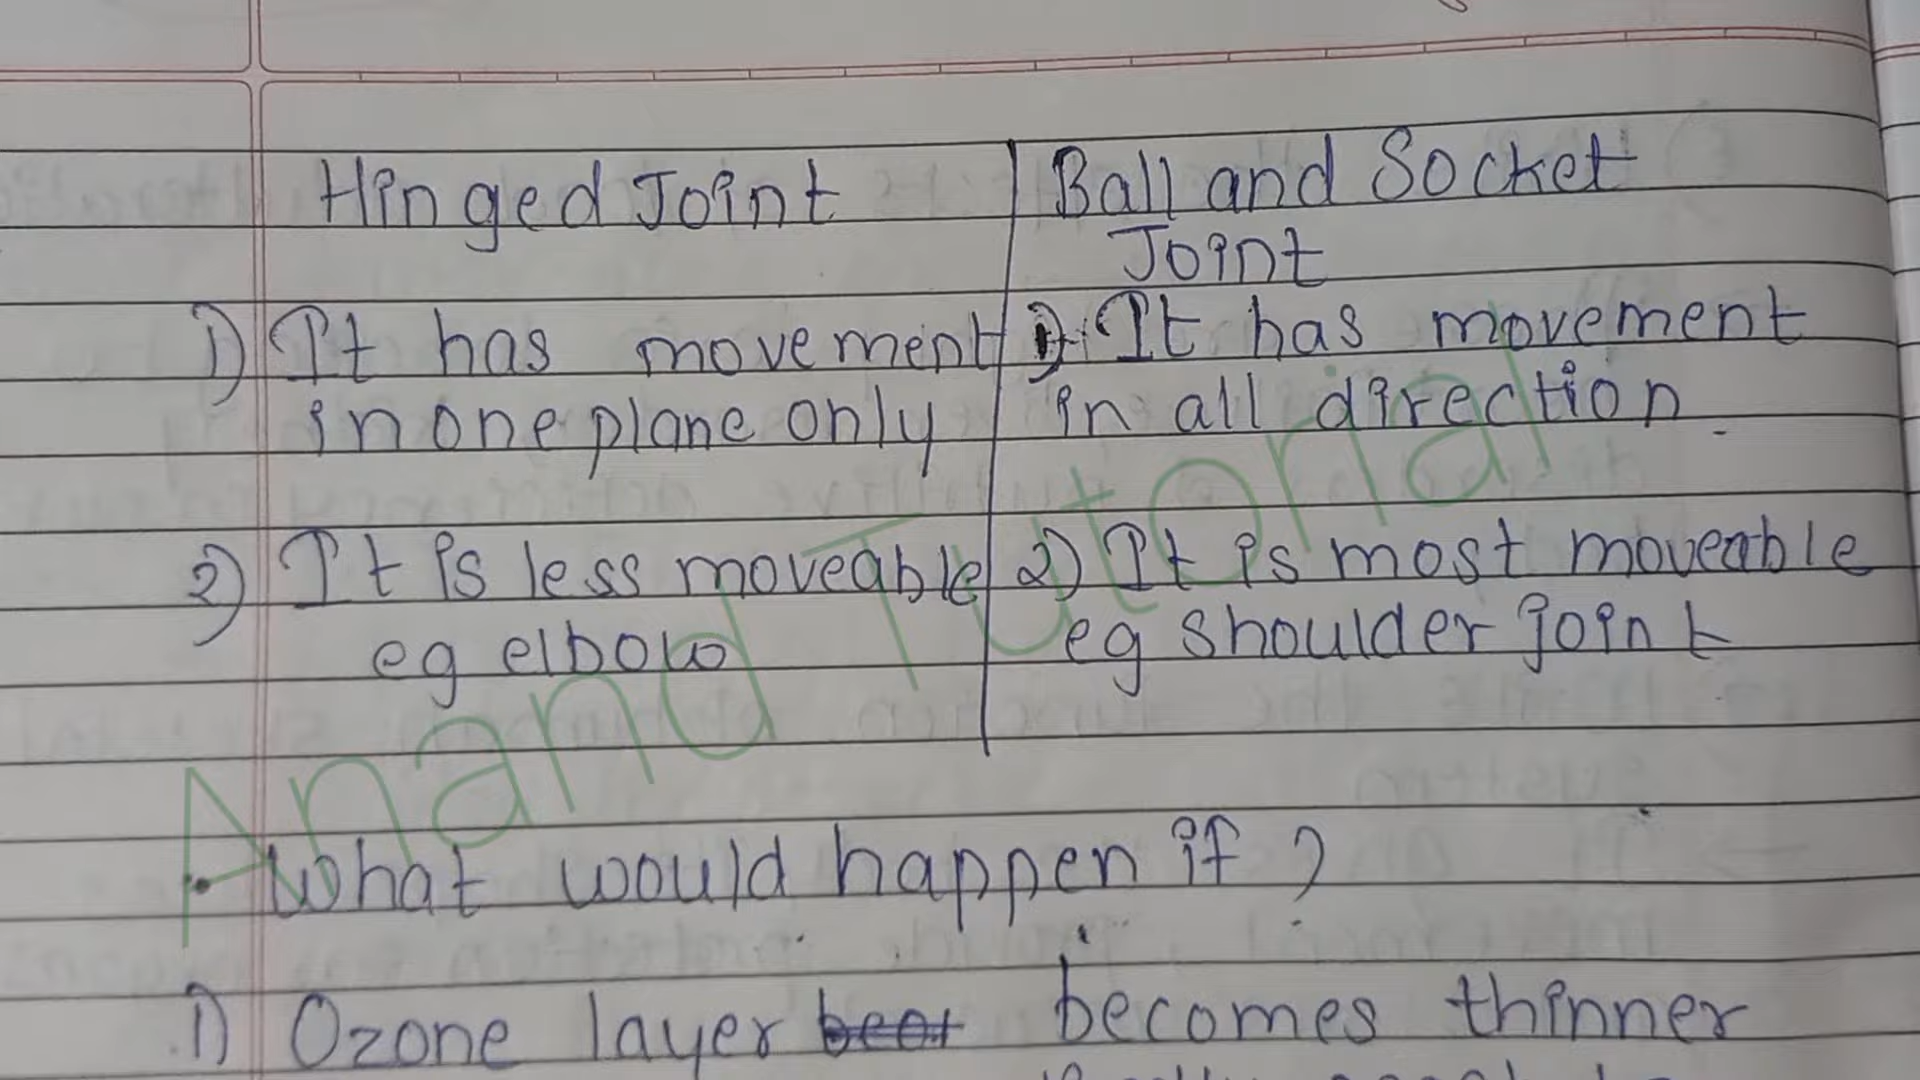 Hinged Joint | Ball and Socket
Joint
1) It has movement 1) It has movement
in one plane only in all direction
2) It is less moveable 2) It is most moveable
eg elbow eg shoulder joint
Anand Tutorial
• What would happen if ?
1) Ozone layer becomes thinner